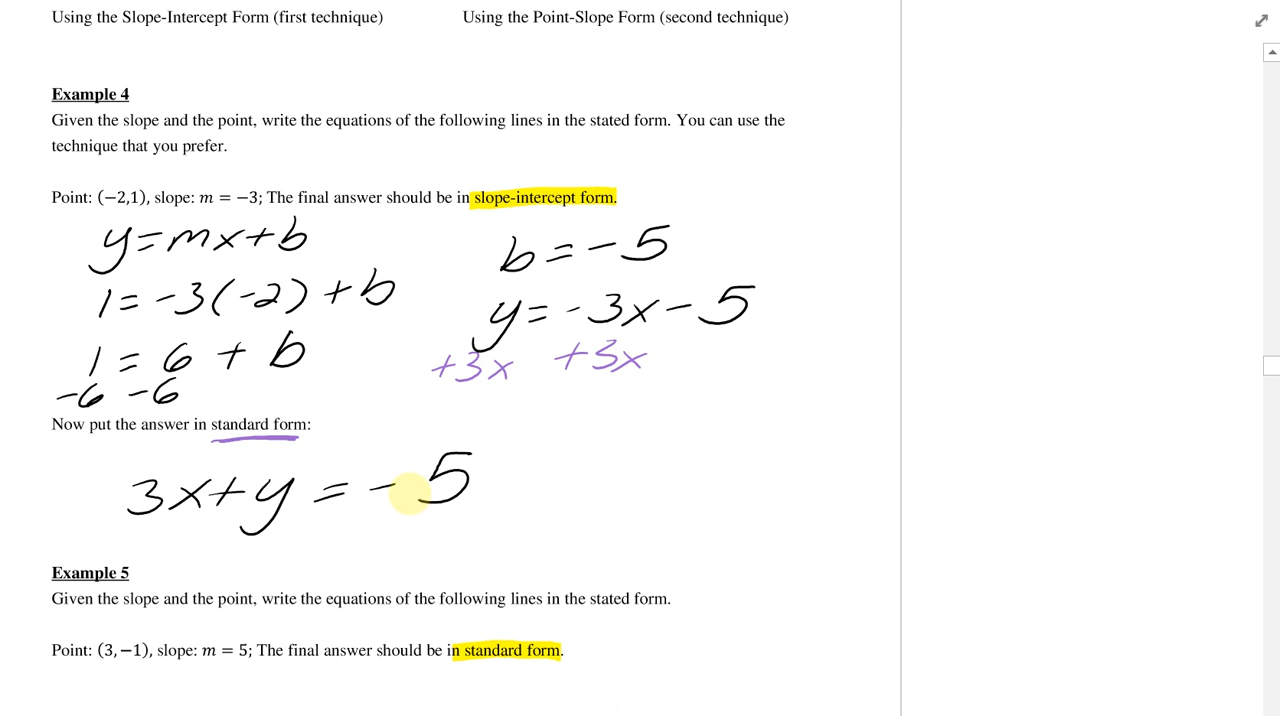 Using the Slope-Intercept Form (first technique) Using the Point-Slope Form (second technique)
Example 4
Given the slope and the point, write the equations of the following lines in the stated form. You can use the
technique that you prefer.
Point: (−2,1), slope: m = −3; The final answer should be in slope-intercept form.
y=mx+b
1=-3(-2)+b
1=6+b
-6 -6
b=-5
y=-3x-5
+3x +3x
Now put the answer in standard form:
3x+y=-5
Example 5
Given the slope and the point, write the equations of the following lines in the stated form.
Point: (3,−1), slope: m = 5; The final answer should be in standard form.